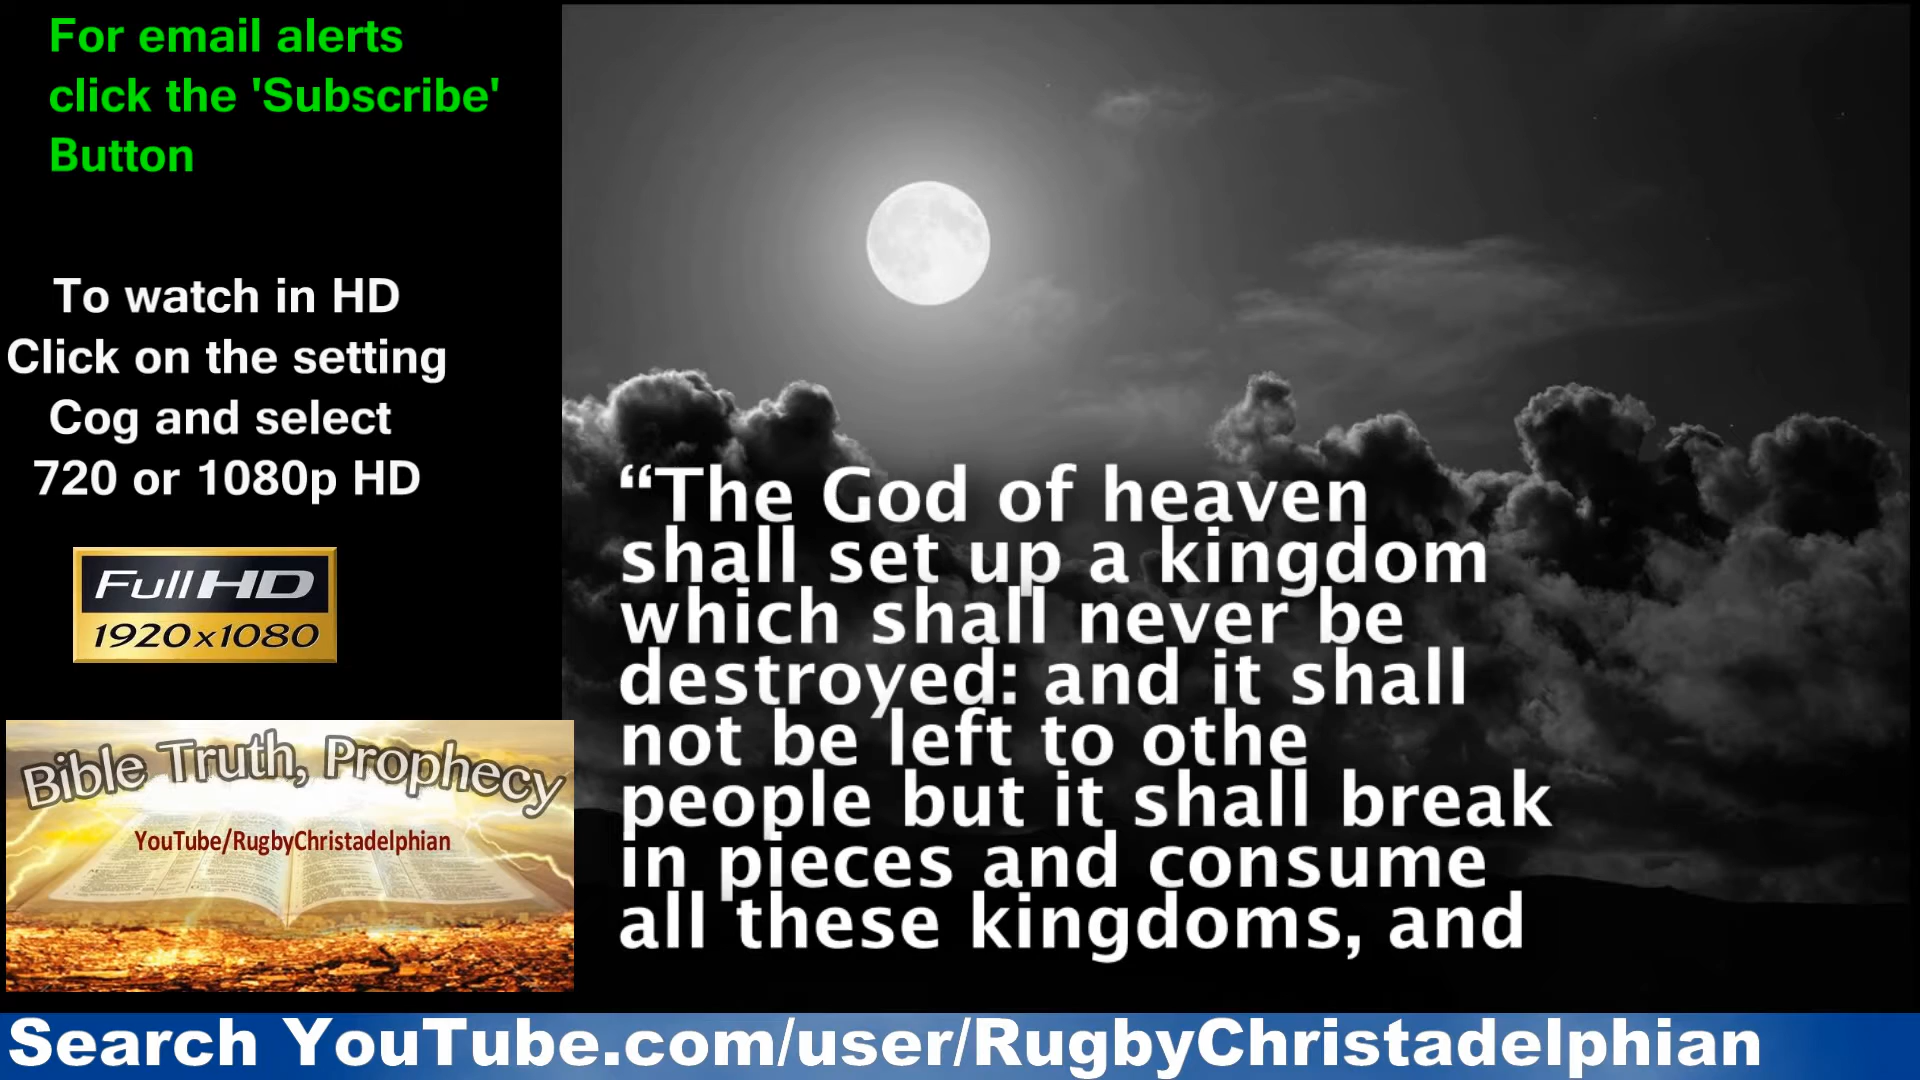 For email alerts
click the 'Subscribe'
Button
To watch in HD
Click on the setting
Cog and select
720 or 1080p HD
Full HD
1920x1080
Bible Truth, Prophecy
YouTube/RugbyChristadelphian
“The God of heaven
shall set up a kingdom
which shall never be
destroyed: and it shall
not be left to othe
people but it shall break
in pieces and consume
all these kingdoms, and
Search YouTube.com/user/RugbyChristadelphian